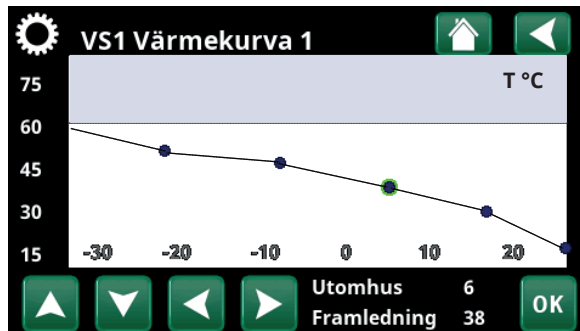 VS1 Värmekurva 1
T °C
75
60
45
30
15
-30 -20 -10 0 10 20
Utomhus 6
Framledning 38
OK